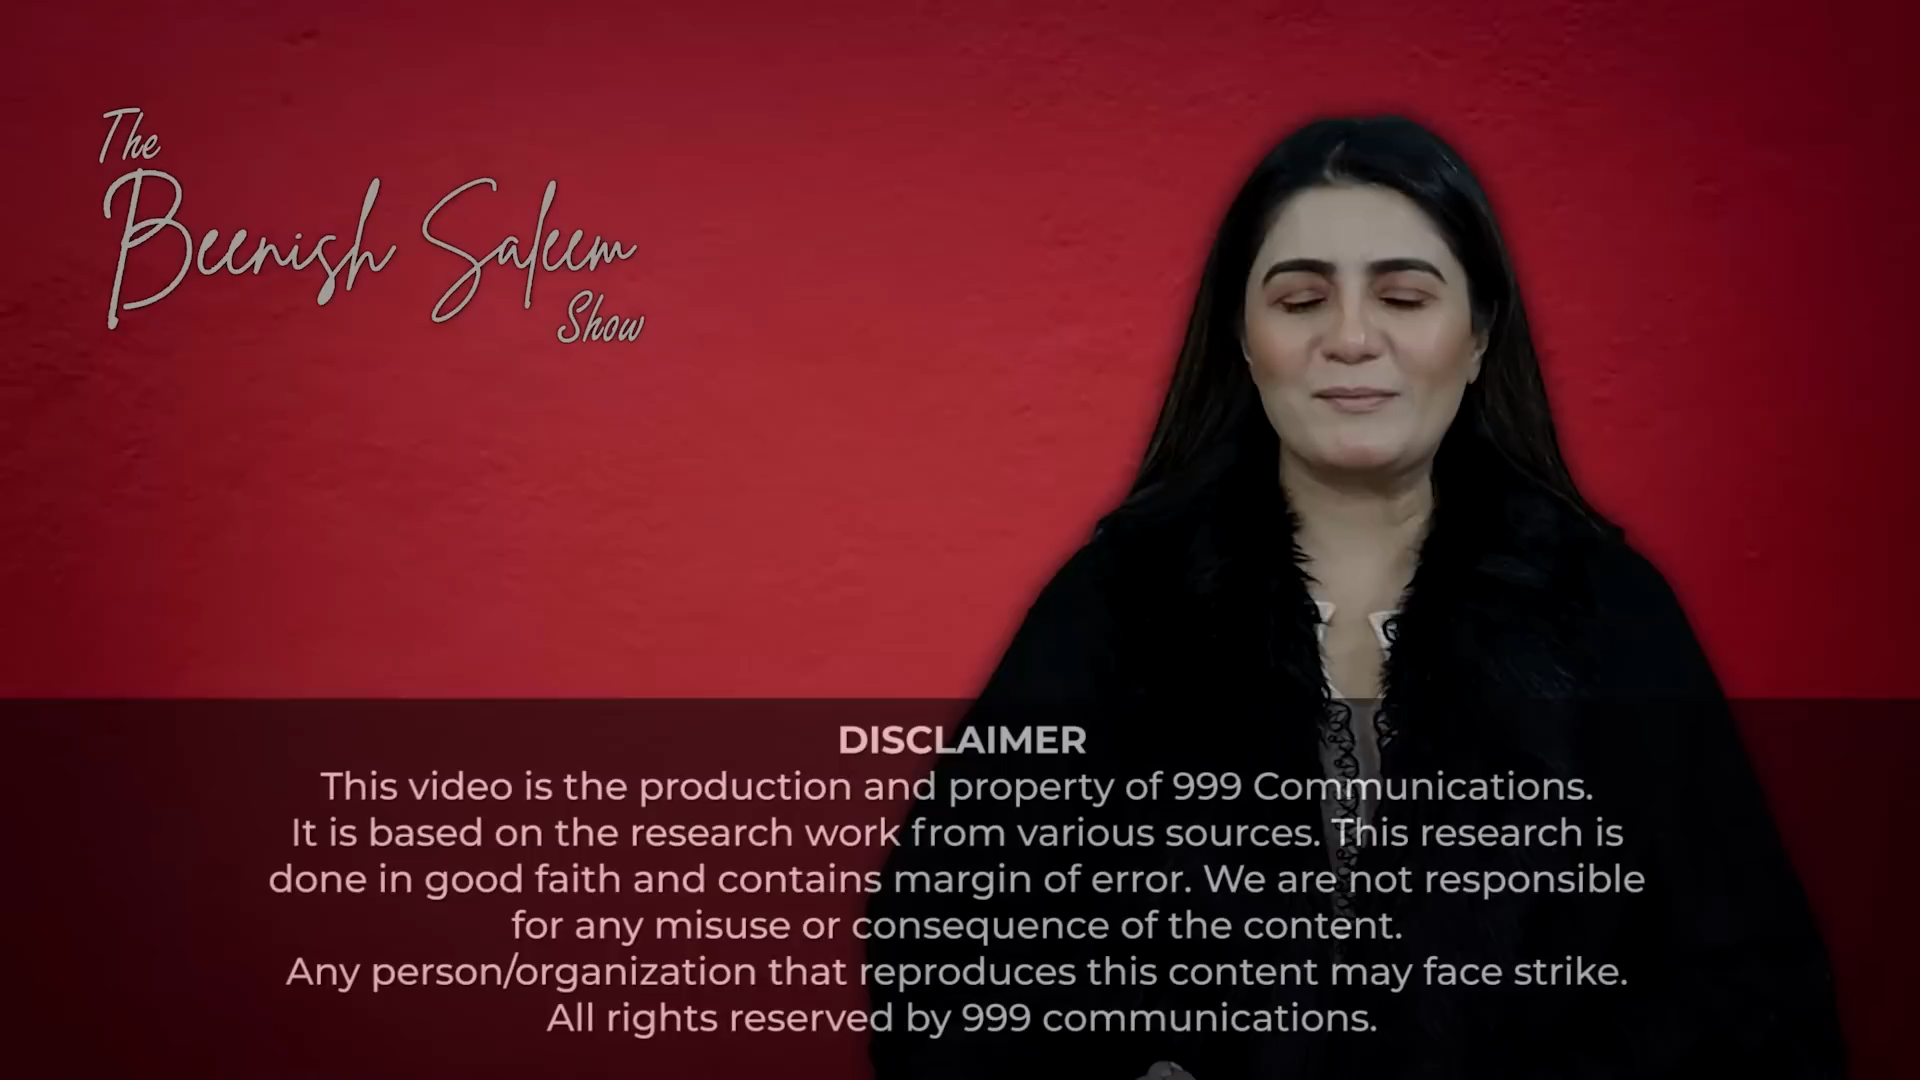 The
Beenish Saleem
Show
DISCLAIMER
This video is the production and property of 999 Communications.
It is based on the research work from various sources. This research is
done in good faith and contains margin of error. We are not responsible
for any misuse or consequence of the content.
Any person/organization that reproduces this content may face strike.
All rights reserved by 999 communications.